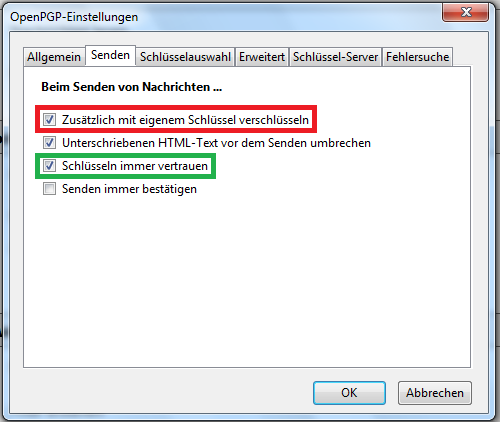 OpenPGP-Einstellungen
Allgemein Senden Schlüsselauswahl Erweitert Schlüssel-Server Fehlersuche
Beim Senden von Nachrichten ...
Zusätzlich mit eigenem Schlüssel verschlüsseln
Unterschriebenen HTML-Text vor dem Senden umbrechen
Schlüsseln immer vertrauen
Senden immer bestätigen
OK Abbrechen